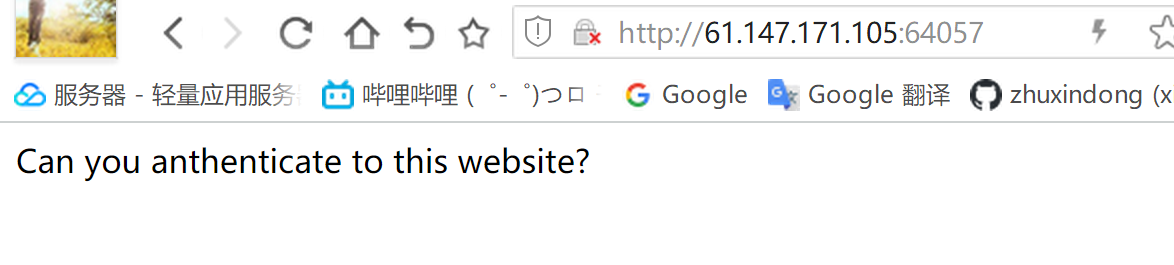 http://61.147.171.105:64057
服务器 - 轻量应用服务
哔哩哔哩 ( ゜- ゜)つロ
Google
Google 翻译
zhuxindong (x
Can you anthenticate to this website?